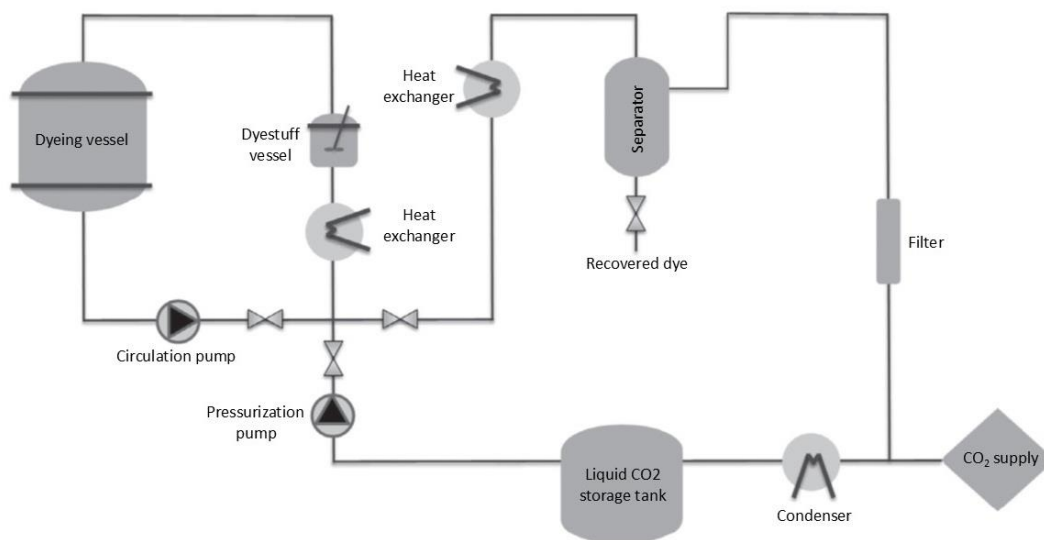 Dyeing vessel
Dyestuff
vessel
Heat
exchanger
Heat
exchanger
Separator
Recovered dye
Filter
Circulation pump
Pressurization
pump
Liquid CO2
storage tank
Condenser
CO₂ supply